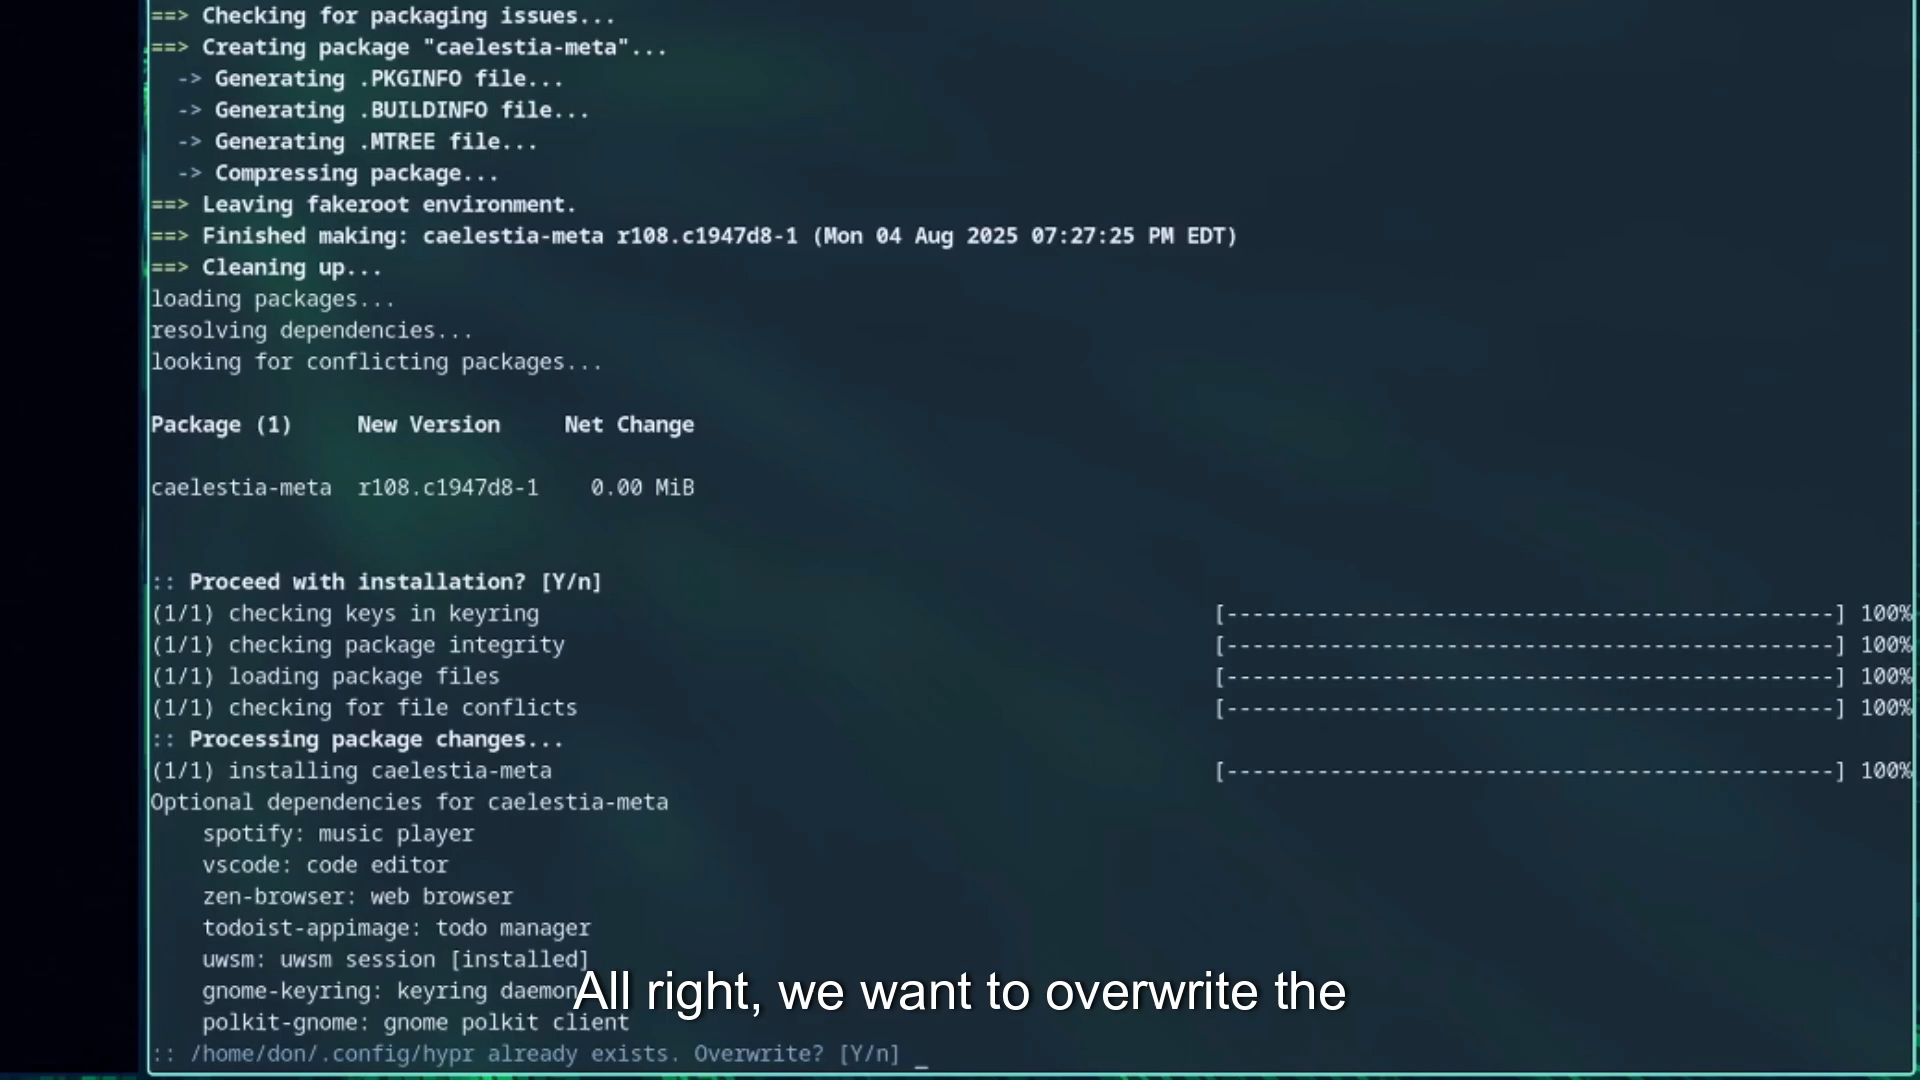 ==> Checking for packaging issues...
==> Creating package "caelestia-meta"...
  -> Generating .PKGINFO file...
  -> Generating .BUILDINFO file...
  -> Generating .MTREE file...
  -> Compressing package...
==> Leaving fakeroot environment.
==> Finished making: caelestia-meta r108.c1947d8-1 (Mon 04 Aug 2025 07:27:25 PM EDT)
==> Cleaning up...
loading packages...
resolving dependencies...
looking for conflicting packages...
Package (1)     New Version     Net Change
caelestia-meta  r108.c1947d8-1    0.00 MiB
:: Proceed with installation? [Y/n]
(1/1) checking keys in keyring [-----------------------------------------------] 100%
(1/1) checking package integrity [-----------------------------------------------] 100%
(1/1) loading package files [-----------------------------------------------] 100%
(1/1) checking for file conflicts [-----------------------------------------------] 100%
:: Processing package changes...
(1/1) installing caelestia-meta [-----------------------------------------------] 100%
Optional dependencies for caelestia-meta
    spotify: music player
    vscode: code editor
    zen-browser: web browser
    todoist-appimage: todo manager
    uwsm: uwsm session [installed]
    gnome-keyring: keyring daemon
All right, we want to overwrite the
    polkit-gnome: gnome polkit client
:: /home/don/.config/hypr already exists. Overwrite? [Y/n] _